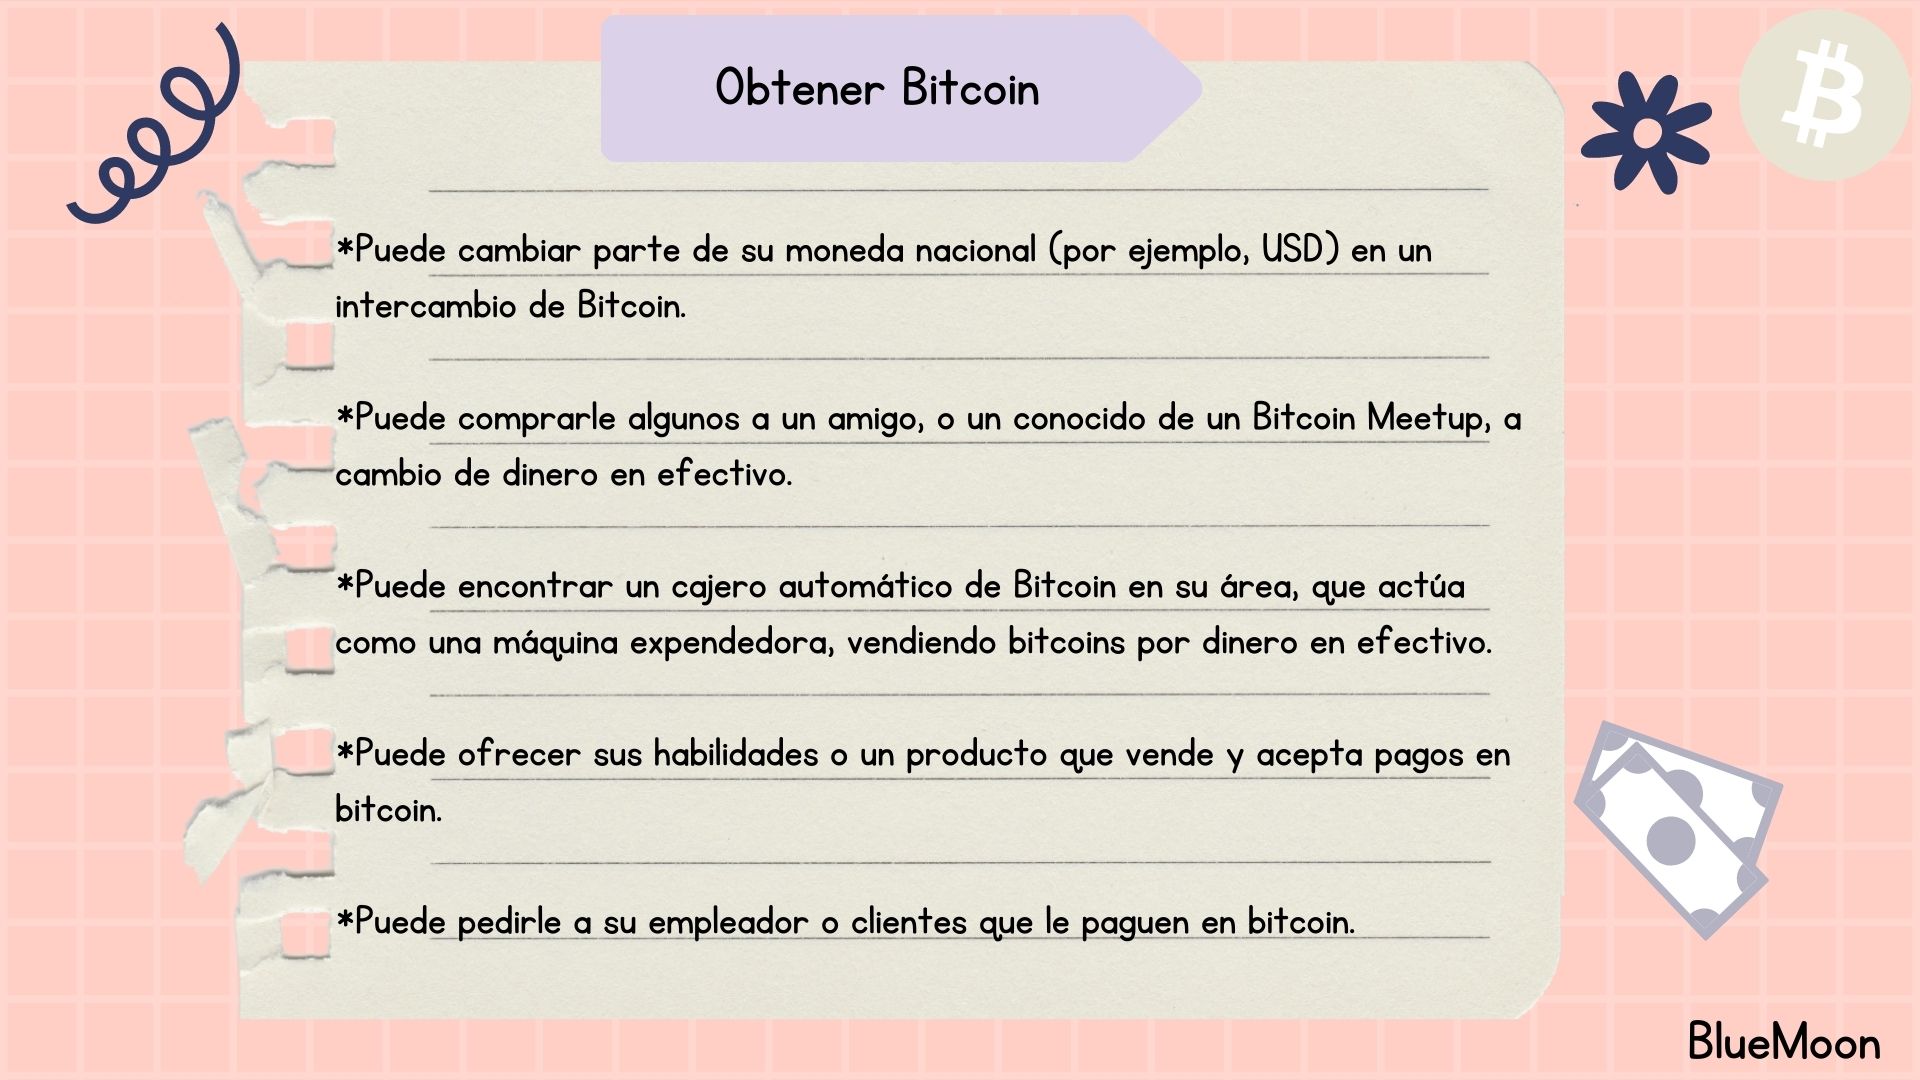 Obtener Bitcoin
*Puede cambiar parte de su moneda nacional (por ejemplo, USD) en un
intercambio de Bitcoin.
*Puede comprarle algunos a un amigo, o un conocido de un Bitcoin Meetup, a
cambio de dinero en efectivo.
*Puede encontrar un cajero automático de Bitcoin en su área, que actúa
como una máquina expendedora, vendiendo bitcoins por dinero en efectivo.
*Puede ofrecer sus habilidades o un producto que vende y acepta pagos en
bitcoin.
*Puede pedirle a su empleador o clientes que le paguen en bitcoin.
BlueMoon